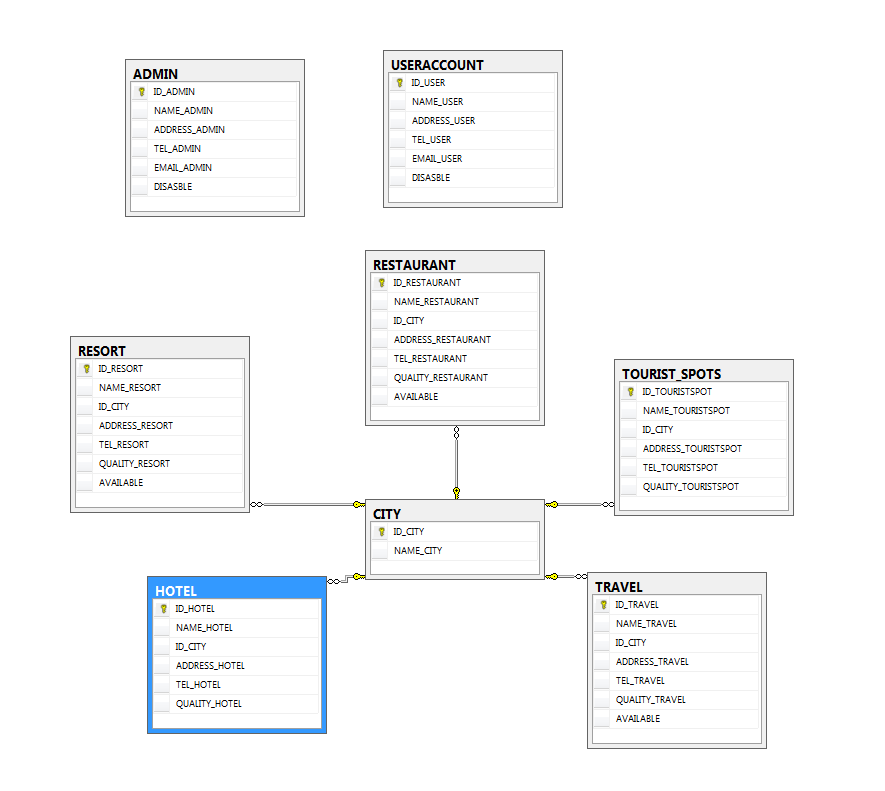 ADMIN
ID_ADMIN
NAME_ADMIN
ADDRESS_ADMIN
TEL_ADMIN
EMAIL_ADMIN
DISASBLE
USERACCOUNT
ID_USER
NAME_USER
ADDRESS_USER
TEL_USER
EMAIL_USER
DISASBLE
RESTAURANT
ID_RESTAURANT
NAME_RESTAURANT
ID_CITY
ADDRESS_RESTAURANT
TEL_RESTAURANT
QUALITY_RESTAURANT
AVAILABLE
RESORT
ID_RESORT
NAME_RESORT
ID_CITY
ADDRESS_RESORT
TEL_RESORT
QUALITY_RESORT
AVAILABLE
TOURIST_SPOTS
ID_TOURISTSPOT
NAME_TOURISTSPOT
ID_CITY
ADDRESS_TOURISTSPOT
TEL_TOURISTSPOT
QUALITY_TOURISTSPOT
CITY
ID_CITY
NAME_CITY
HOTEL
ID_HOTEL
NAME_HOTEL
ID_CITY
ADDRESS_HOTEL
TEL_HOTEL
QUALITY_HOTEL
TRAVEL
ID_TRAVEL
NAME_TRAVEL
ID_CITY
ADDRESS_TRAVEL
TEL_TRAVEL
QUALITY_TRAVEL
AVAILABLE